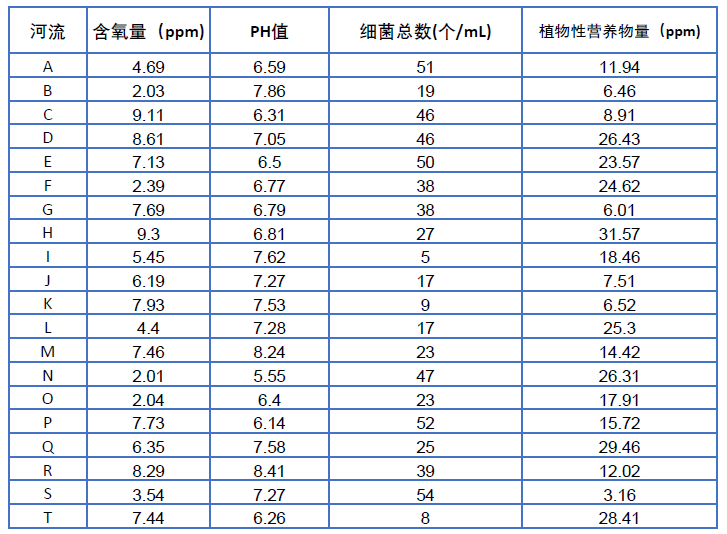 河流 含氧量（ppm） PH值 细菌总数(个/mL) 植物性营养物量（ppm)
A 4.69 6.59 51 11.94
B 2.03 7.86 19 6.46
C 9.11 6.31 46 8.91
D 8.61 7.05 46 26.43
E 7.13 6.5 50 23.57
F 2.39 6.77 38 24.62
G 7.69 6.79 38 6.01
H 9.3 6.81 27 31.57
I 5.45 7.62 5 18.46
J 6.19 7.27 17 7.51
K 7.93 7.53 9 6.52
L 4.4 7.28 17 25.3
M 7.46 8.24 23 14.42
N 2.01 5.55 47 26.31
O 2.04 6.4 23 17.91
P 7.73 6.14 52 15.72
Q 6.35 7.58 25 29.46
R 8.29 8.41 39 12.02
S 3.54 7.27 54 3.16
T 7.44 6.26 8 28.41